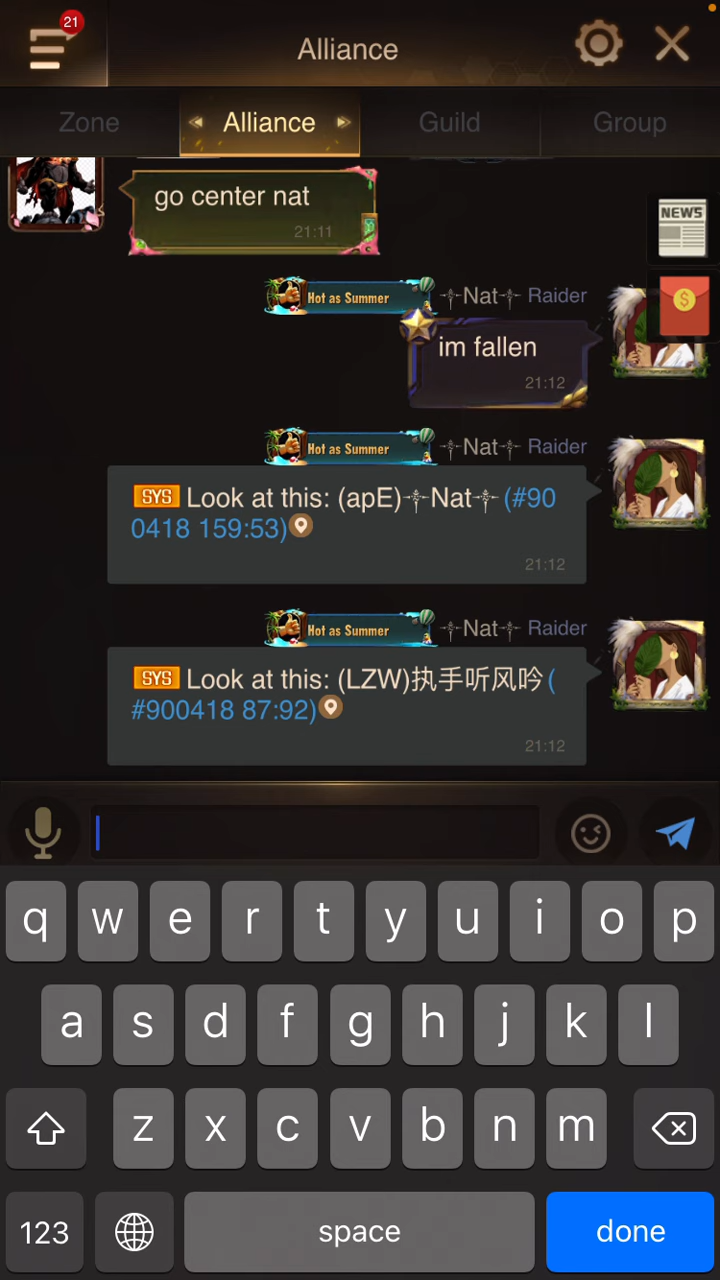 21
Alliance
Zone
Alliance
Guild
Group
go center nat
21:11
NEWS
Hot as Summer
⸸Nat⸸ Raider
im fallen
21:12
Hot as Summer
⸸Nat⸸ Raider
SYS Look at this: (apE)⸸Nat⸸(#90
0418 159:53)
21:12
Hot as Summer
⸸Nat⸸ Raider
SYS Look at this: (LZW)执手听风吟(
#900418 87:92)
21:12
q w e r t y u i o p
a s d f g h j k l
z x c v b n m
123 space done